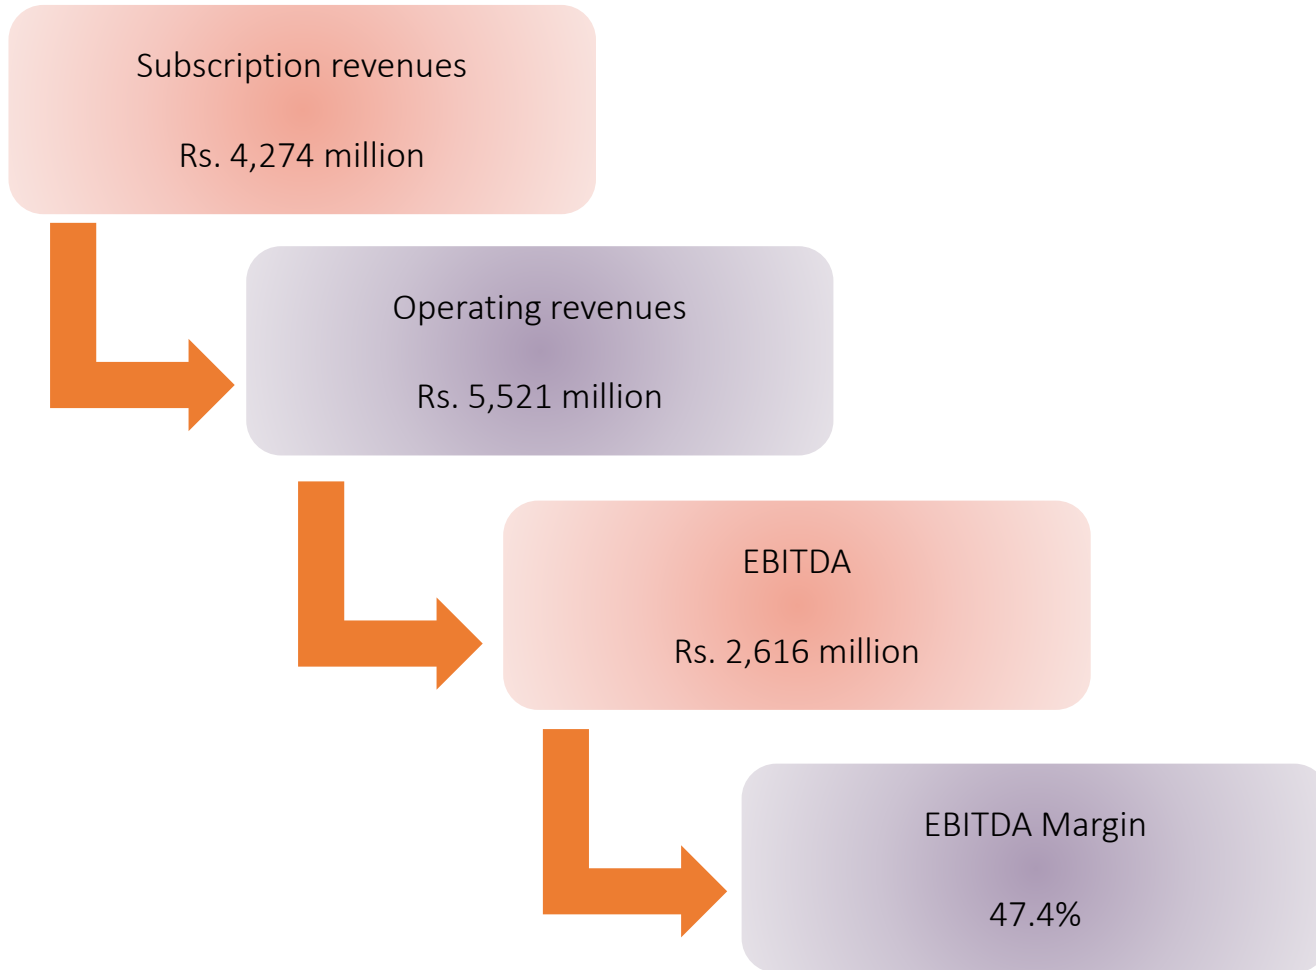 Subscription revenues
Rs. 4,274 million
Operating revenues
Rs. 5,521 million
EBITDA
Rs. 2,616 million
EBITDA Margin
47.4%